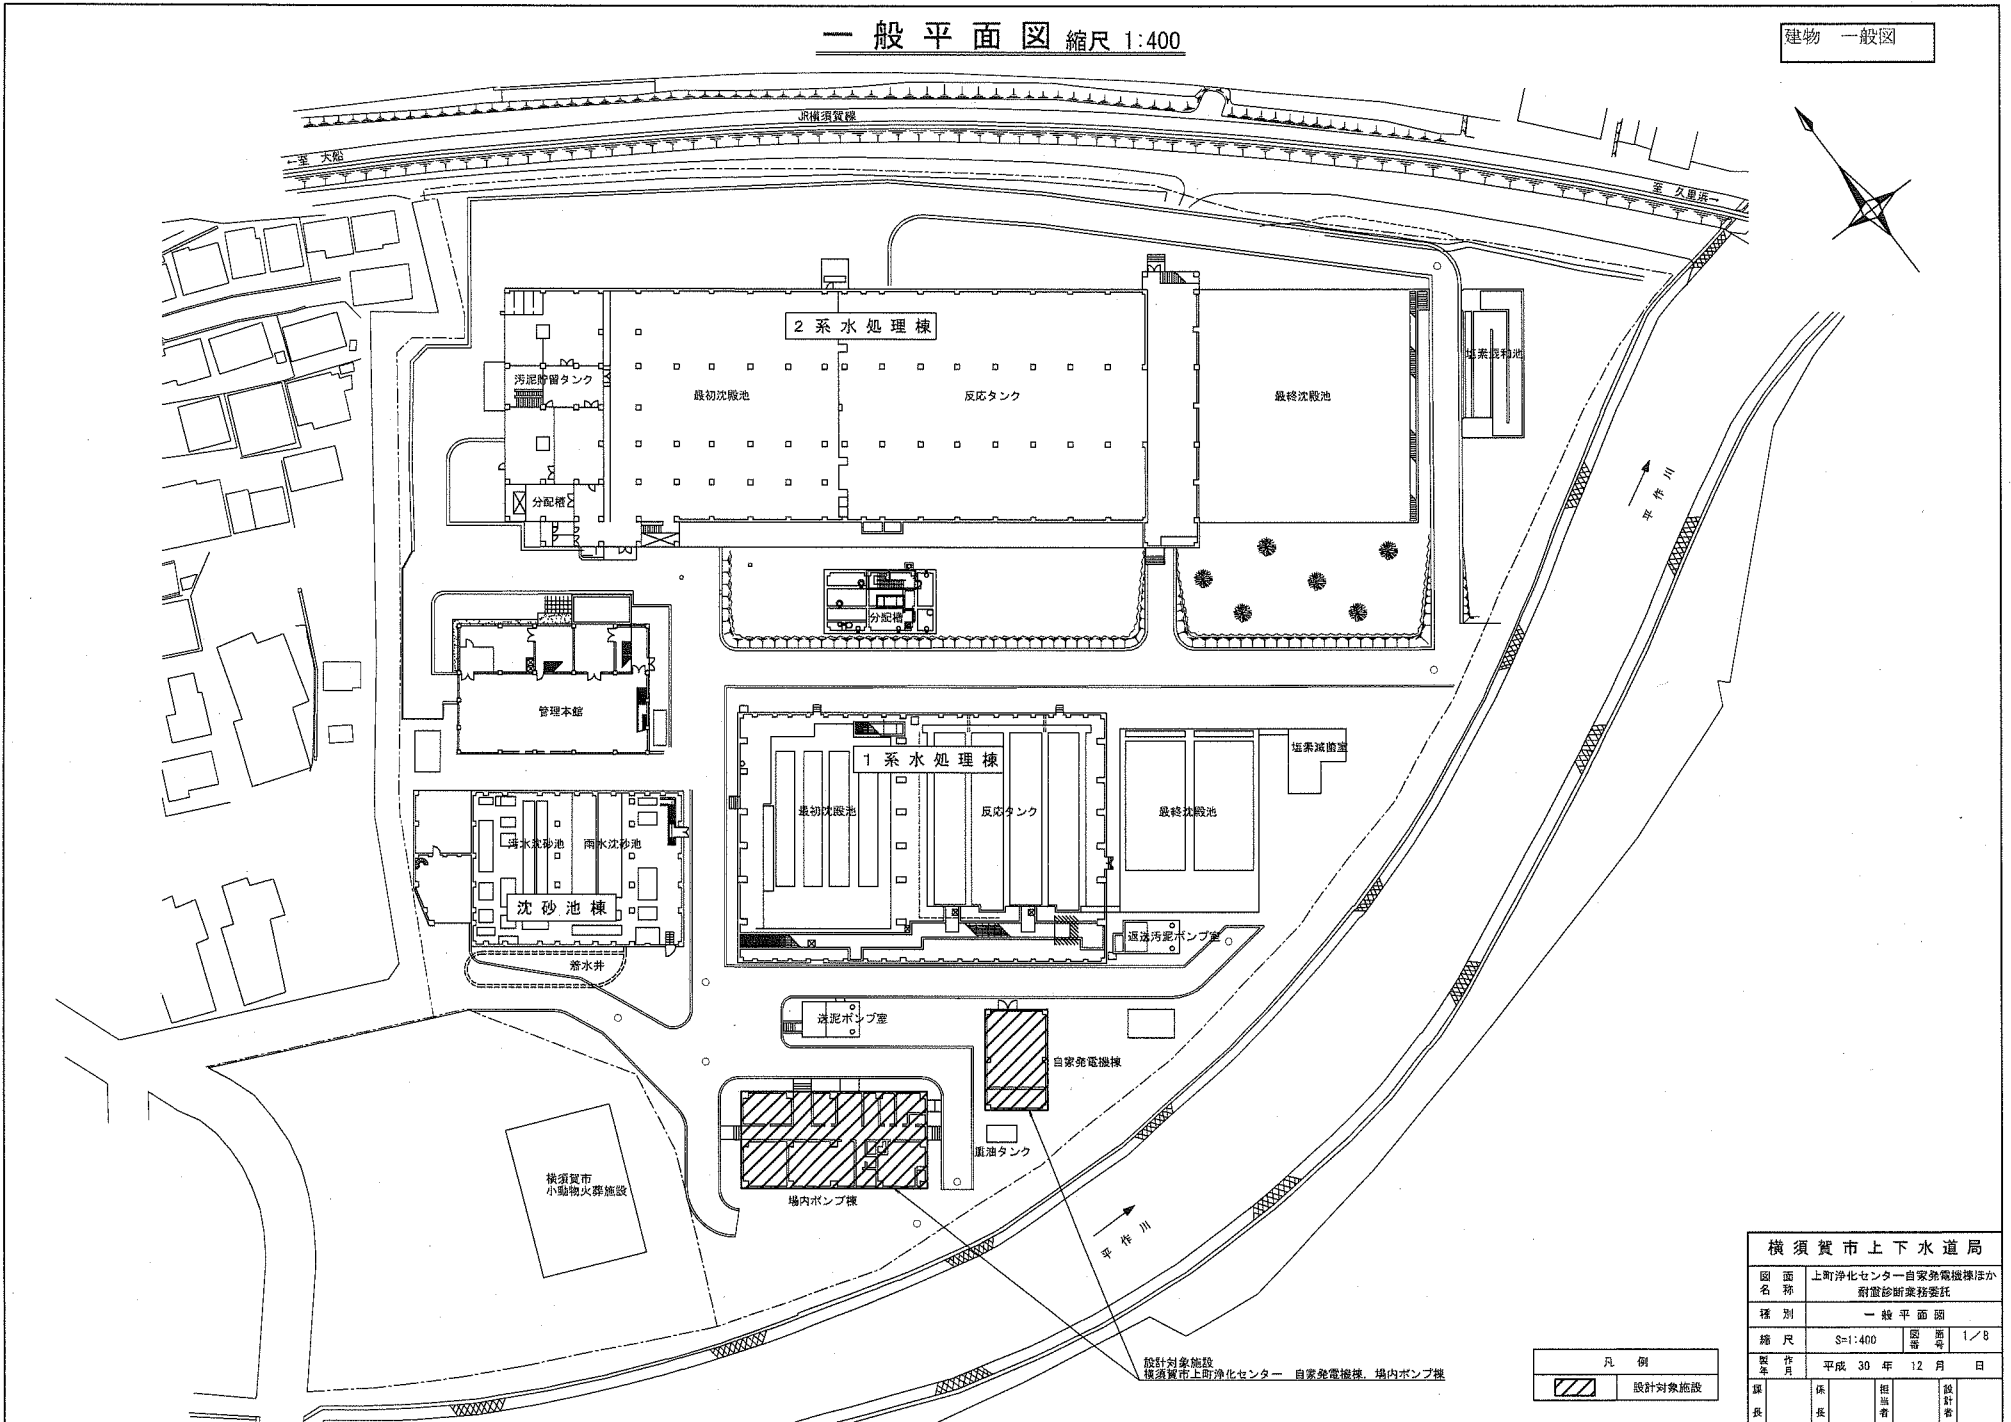 一般平面図 縮尺 1:400
建物 一般図
JR横須賀線
←至 大船
至 久里浜→
2系水処理棟
汚泥貯留タンク
最初沈殿池
反応タンク
最終沈殿池
塩素混和池
分配槽
平作川
分配槽
管理本館
1系水処理棟
塩素滅菌室
最初沈殿池
反応タンク
最終沈殿池
汚水沈砂池
雨水沈砂池
沈砂池棟
返送汚泥ポンプ室
着水井
送泥ポンプ室
自家発電機棟
重油タンク
横須賀市
小動物火葬施設
場内ポンプ棟
平作川
設計対象施設
横須賀市上町浄化センター 自家発電機棟，場内ポンプ棟
凡例
設計対象施設
横須賀市上下水道局
図面名称 上町浄化センター自家発電機棟ほか
耐震診断業務委託
種別 一般平面図
縮尺 S=1:400 図面番号 1／8
製作年月 平成 30 年 12 月 日
課長 係長 担当者 設計者